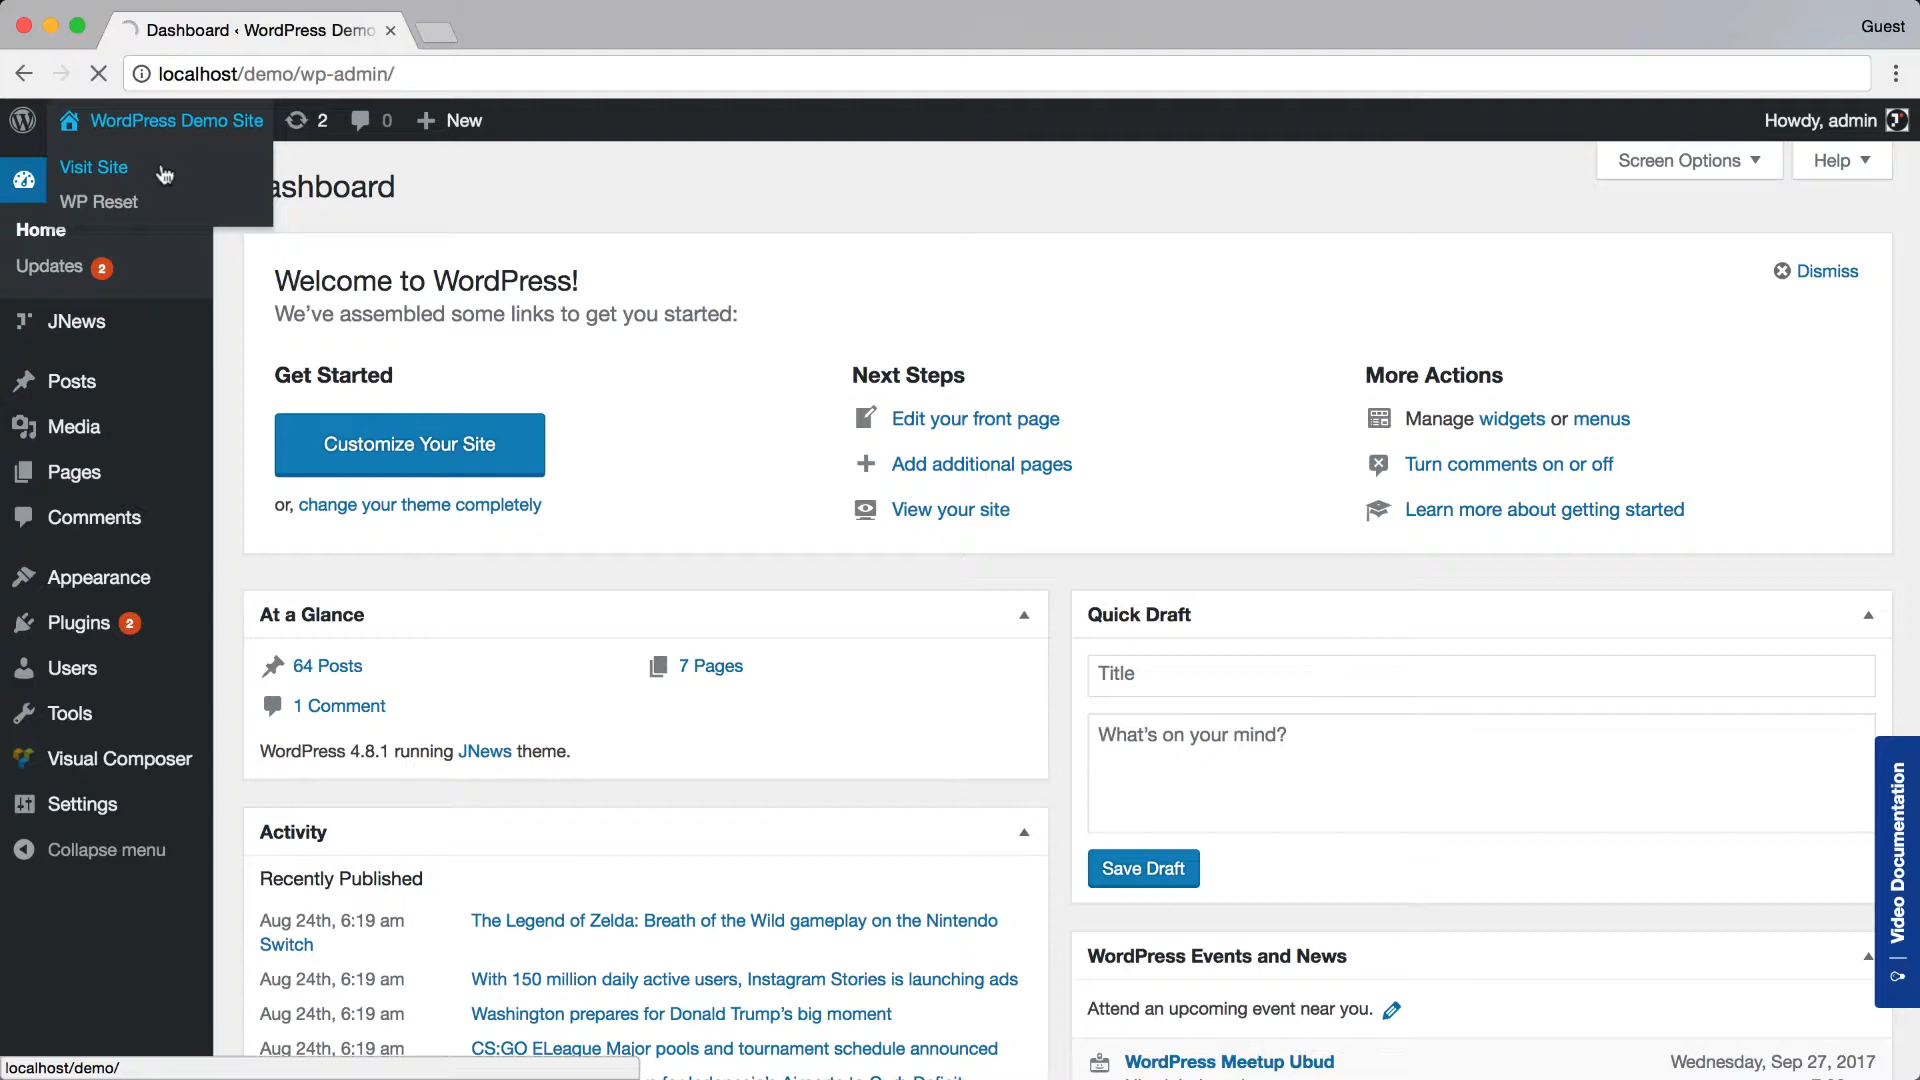 Dashboard ‹ WordPress Demo
Guest
localhost/demo/wp-admin/
WordPress Demo Site
2
0
New
Howdy, admin
Visit Site
WP Reset
ashboard
Screen Options
Help
Home
Updates 2
JNews
Posts
Media
Pages
Comments
Appearance
Plugins 2
Users
Tools
Visual Composer
Settings
Collapse menu
Welcome to WordPress!
We've assembled some links to get you started:
Dismiss
Get Started
Customize Your Site
or, change your theme completely
Next Steps
Edit your front page
Add additional pages
View your site
More Actions
Manage widgets or menus
Turn comments on or off
Learn more about getting started
At a Glance
64 Posts
7 Pages
1 Comment
WordPress 4.8.1 running JNews theme.
Activity
Recently Published
Aug 24th, 6:19 am The Legend of Zelda: Breath of the Wild gameplay on the Nintendo
Switch
Aug 24th, 6:19 am With 150 million daily active users, Instagram Stories is launching ads
Aug 24th, 6:19 am Washington prepares for Donald Trump's big moment
Aug 24th, 6:19 am CS:GO ELeague Major pools and tournament schedule announced
Quick Draft
Title
What's on your mind?
Save Draft
WordPress Events and News
Attend an upcoming event near you.
WordPress Meetup Ubud
Wednesday, Sep 27, 2017
Video Documentation
localhost/demo/